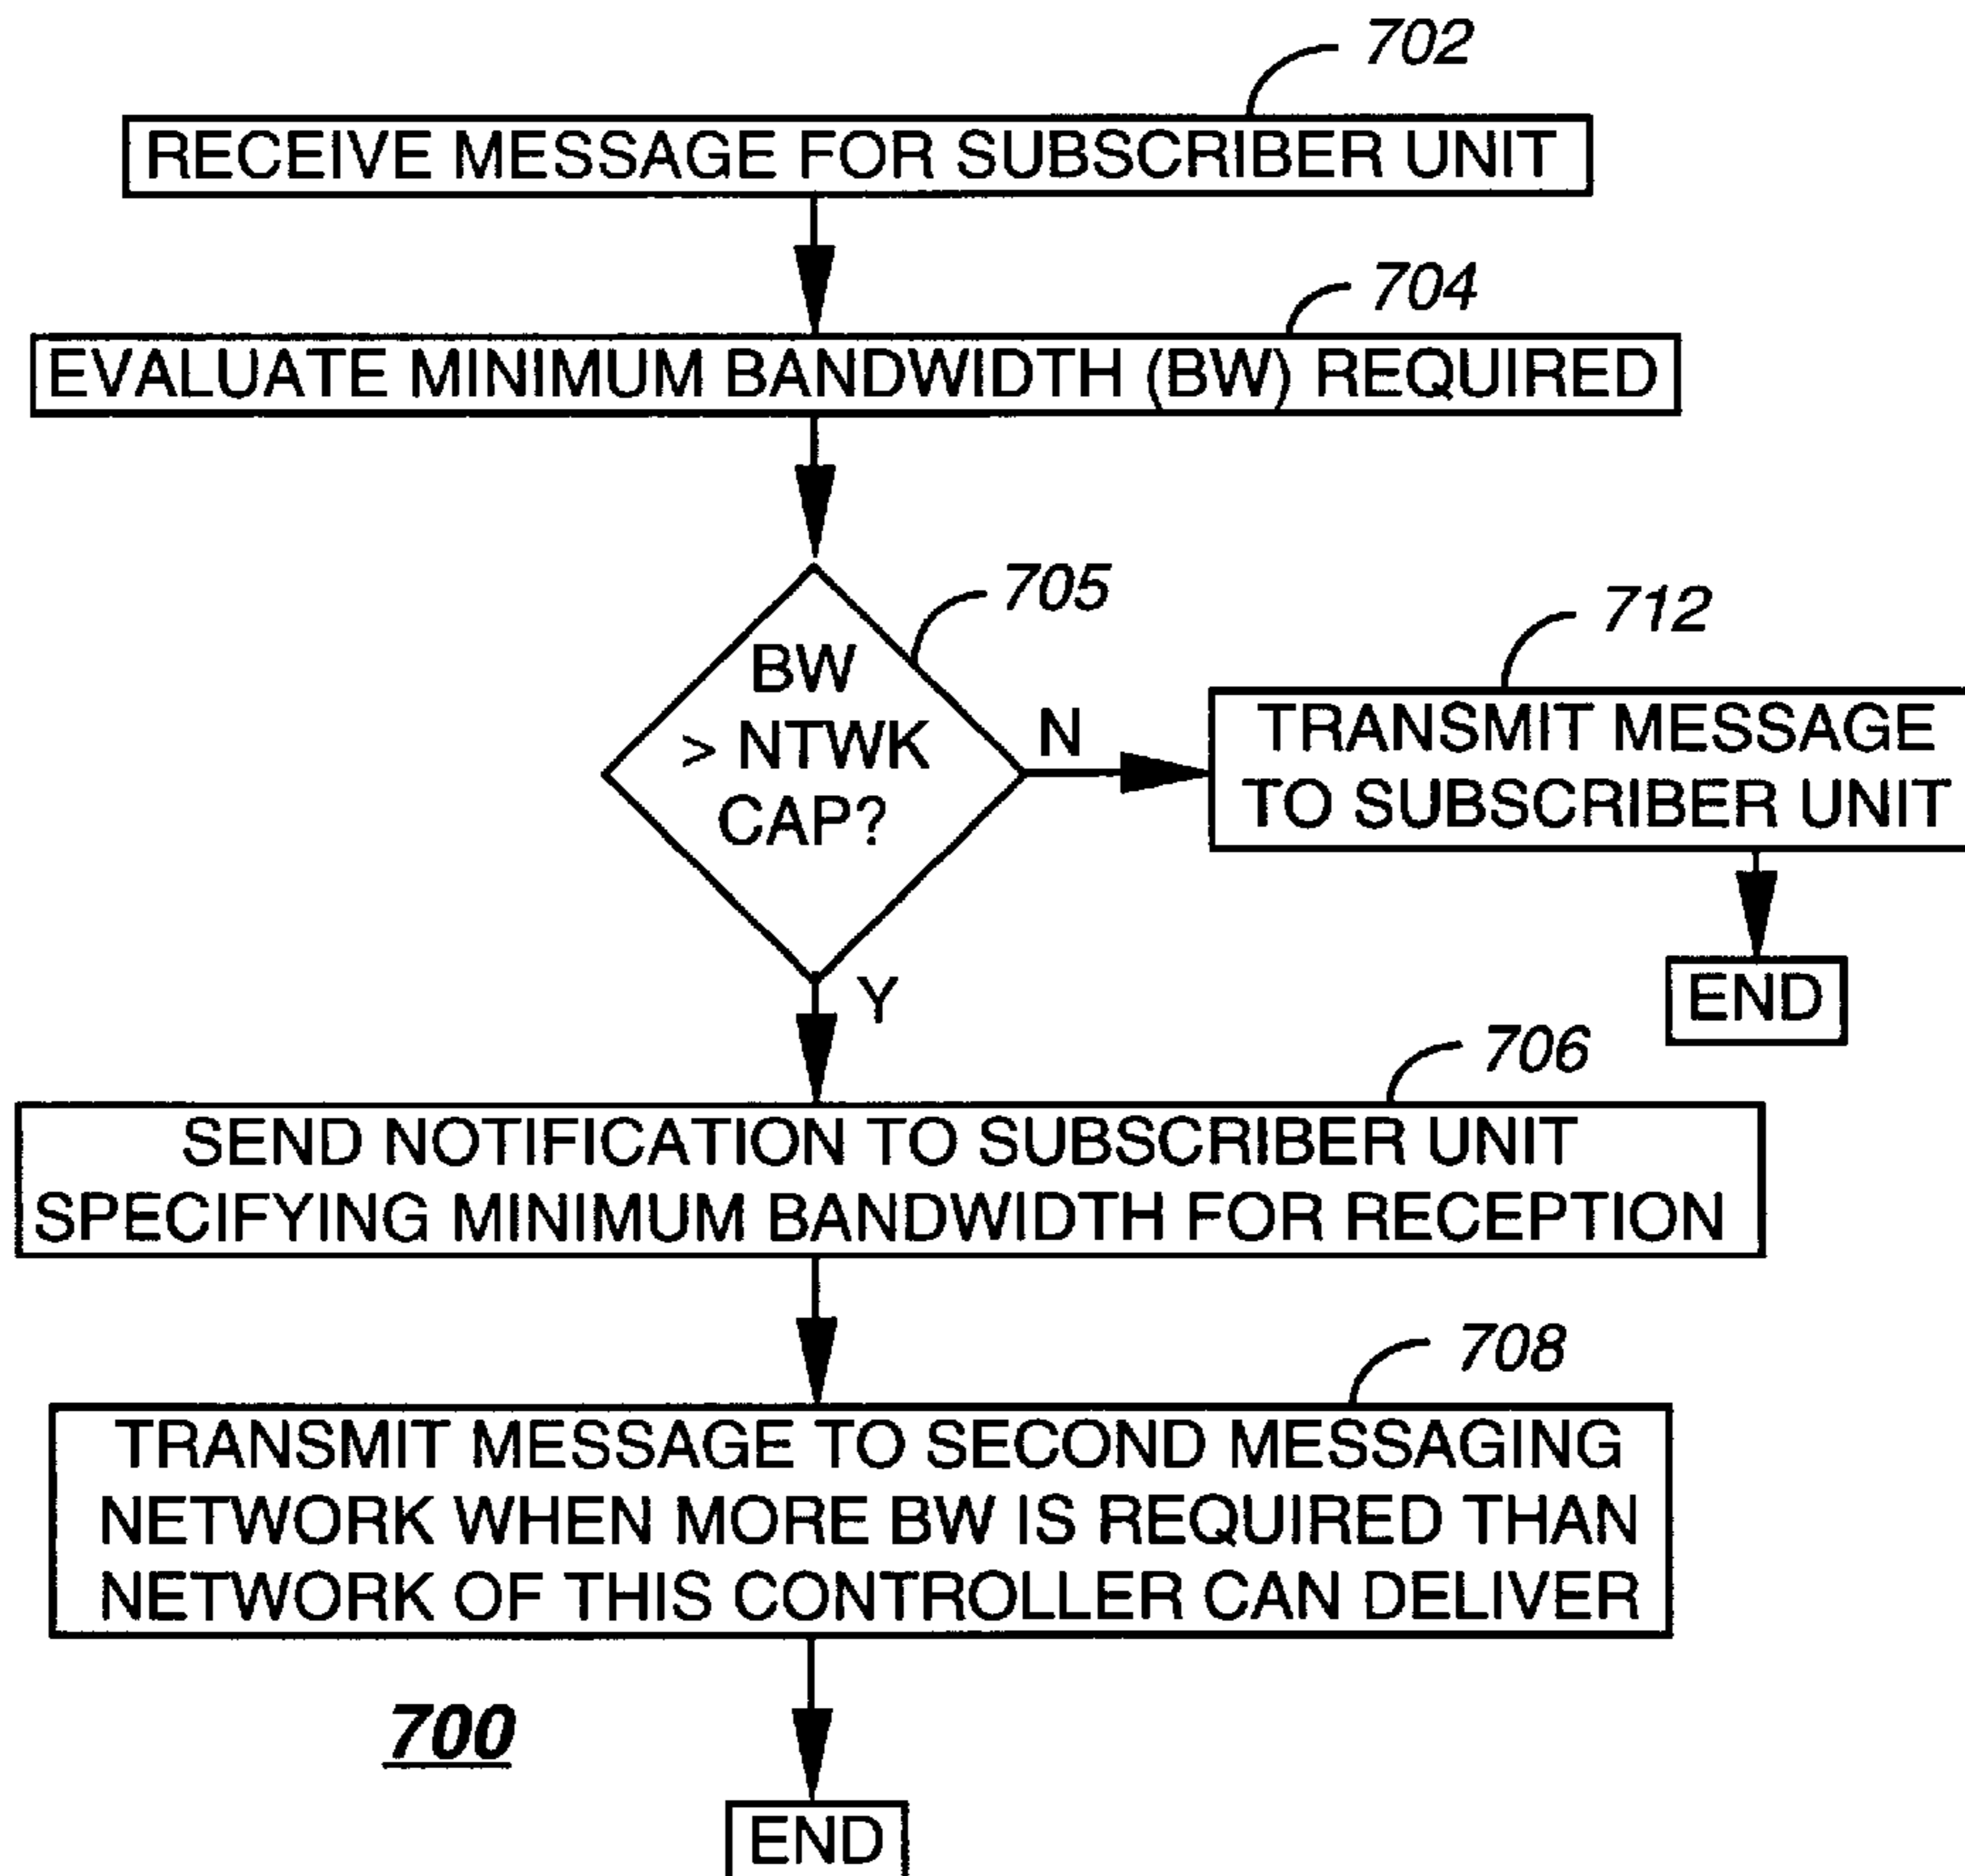 702
RECEIVE MESSAGE FOR SUBSCRIBER UNIT
704
EVALUATE MINIMUM BANDWIDTH (BW) REQUIRED
705
BW
> NTWK
CAP?
N
712
TRANSMIT MESSAGE
TO SUBSCRIBER UNIT
END
Y
706
SEND NOTIFICATION TO SUBSCRIBER UNIT
SPECIFYING MINIMUM BANDWIDTH FOR RECEPTION
708
TRANSMIT MESSAGE TO SECOND MESSAGING
NETWORK WHEN MORE BW IS REQUIRED THAN
NETWORK OF THIS CONTROLLER CAN DELIVER
700
END